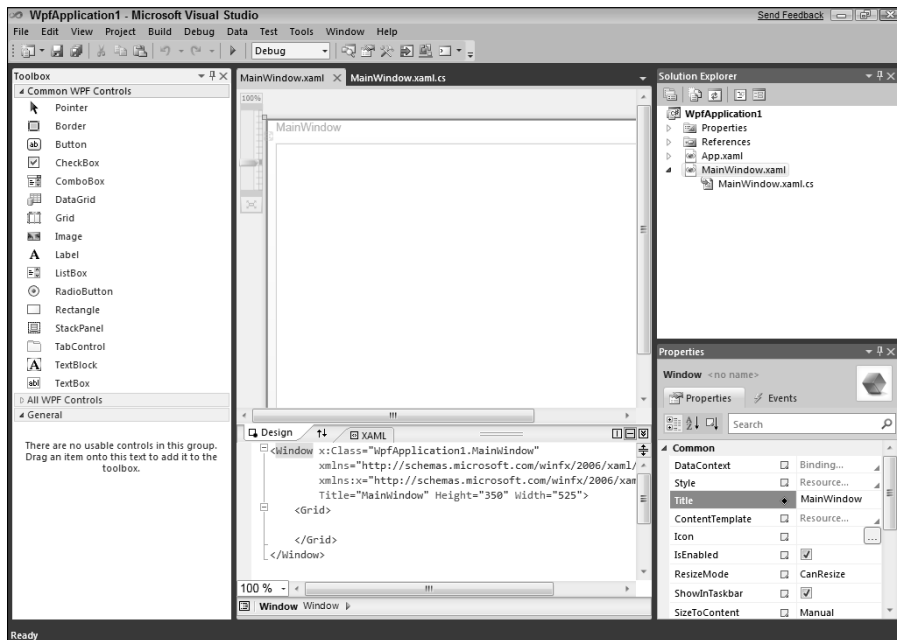 WpfApplication1 - Microsoft Visual Studio
Send Feedback
File Edit View Project Build Debug Data Test Tools Window Help
Debug
Toolbox
Common WPF Controls
Pointer
Border
Button
CheckBox
ComboBox
DataGrid
Grid
Image
Label
ListBox
RadioButton
Rectangle
StackPanel
TabControl
TextBlock
TextBox
All WPF Controls
General
There are no usable controls in this group.
Drag an item onto this text to add it to the
toolbox.
MainWindow.xaml
MainWindow.xaml.cs
100%
MainWindow
Design
XAML
<Window x:Class="WpfApplication1.MainWindow"
xmlns="http://schemas.microsoft.com/winfx/2006/xaml/
xmlns:x="http://schemas.microsoft.com/winfx/2006/xam
Title="MainWindow" Height="350" Width="525">
<Grid>
</Grid>
</Window>
100 %
Window Window
Solution Explorer
WpfApplication1
Properties
References
App.xaml
MainWindow.xaml
MainWindow.xaml.cs
Properties
Window <no name>
Properties
Events
Search
Common
DataContext Binding...
Style Resource...
Title MainWindow
ContentTemplate Resource...
Icon ...
IsEnabled
ResizeMode CanResize
ShowInTaskbar
SizeToContent Manual
Ready